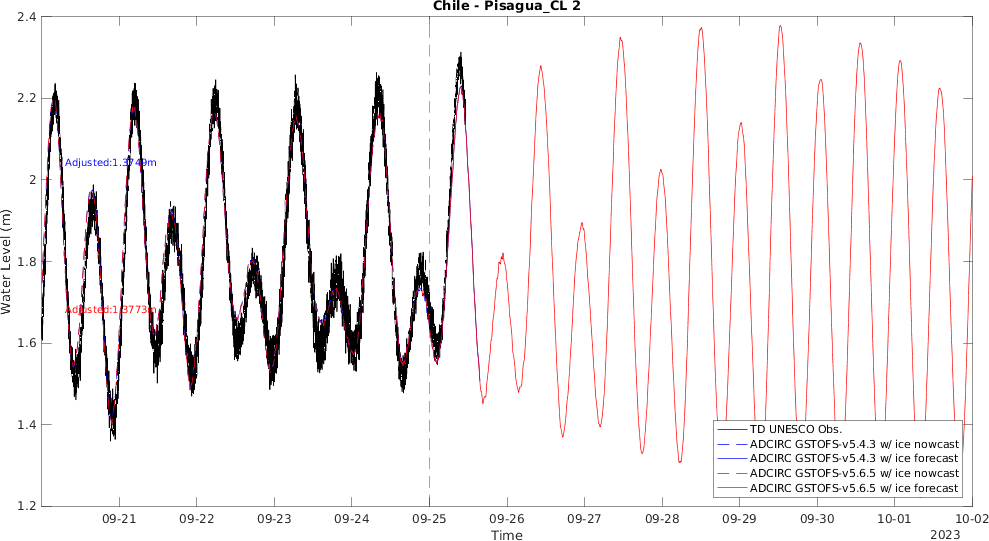 Chile - Pisagua_CL 2
2.4
2.2
2
1.8
1.6
1.4
1.2
Water Level (m)
Adjusted:1.3749m
Adjusted:1.3773m
TD UNESCO Obs.
ADCIRC GSTOFS-v5.4.3 w/ ice nowcast
ADCIRC GSTOFS-v5.4.3 w/ ice forecast
ADCIRC GSTOFS-v5.6.5 w/ ice nowcast
ADCIRC GSTOFS-v5.6.5 w/ ice forecast
09-21 09-22 09-23 09-24 09-25 09-26 09-27 09-28 09-29 09-30 10-01 10-02
Time
2023